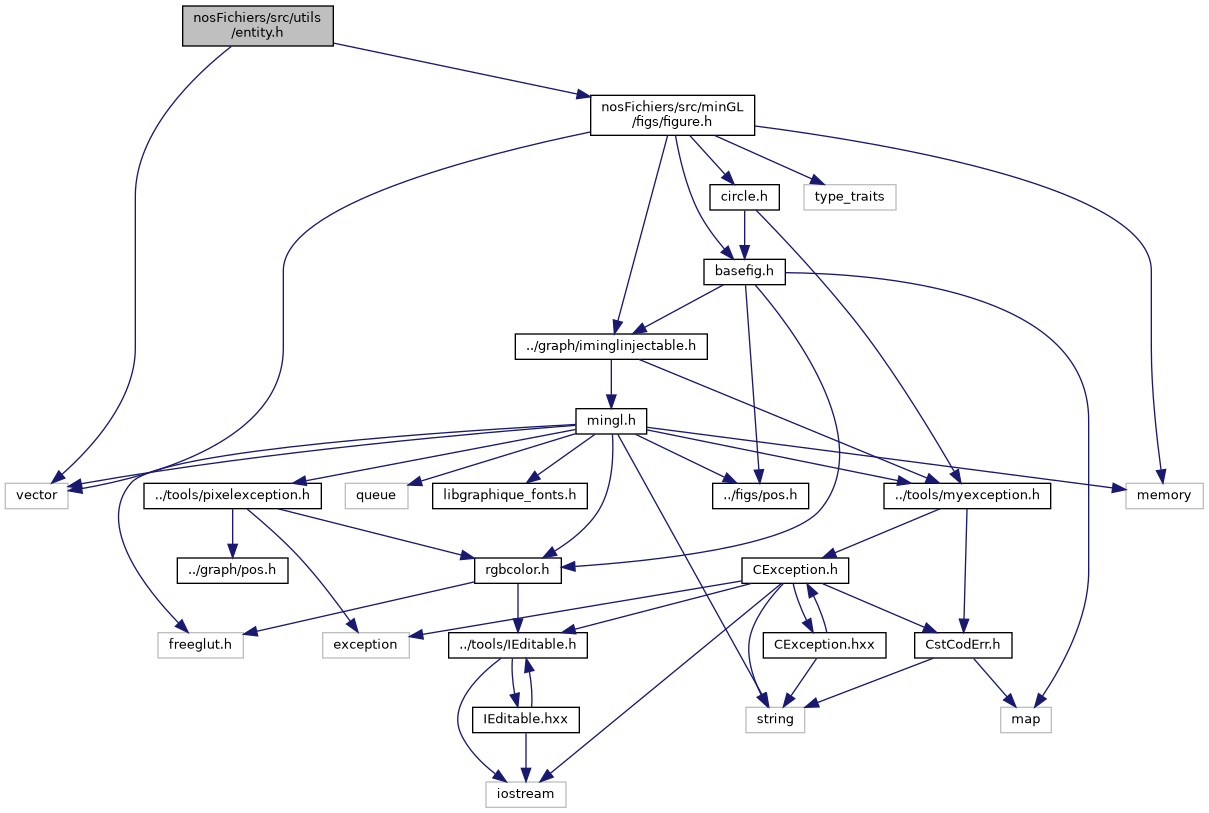 nosFichiers/src/utils
/entity.h
nosFichiers/src/minGL
/figs/figure.h
circle.h
type_traits
basefig.h
../graph/iminglinjectable.h
mingl.h
vector
../tools/pixelexception.h
queue
libgraphique_fonts.h
../figs/pos.h
../tools/myexception.h
memory
../graph/pos.h
rgbcolor.h
CException.h
freeglut.h
exception
../tools/IEditable.h
CException.hxx
CstCodErr.h
IEditable.hxx
string
map
iostream